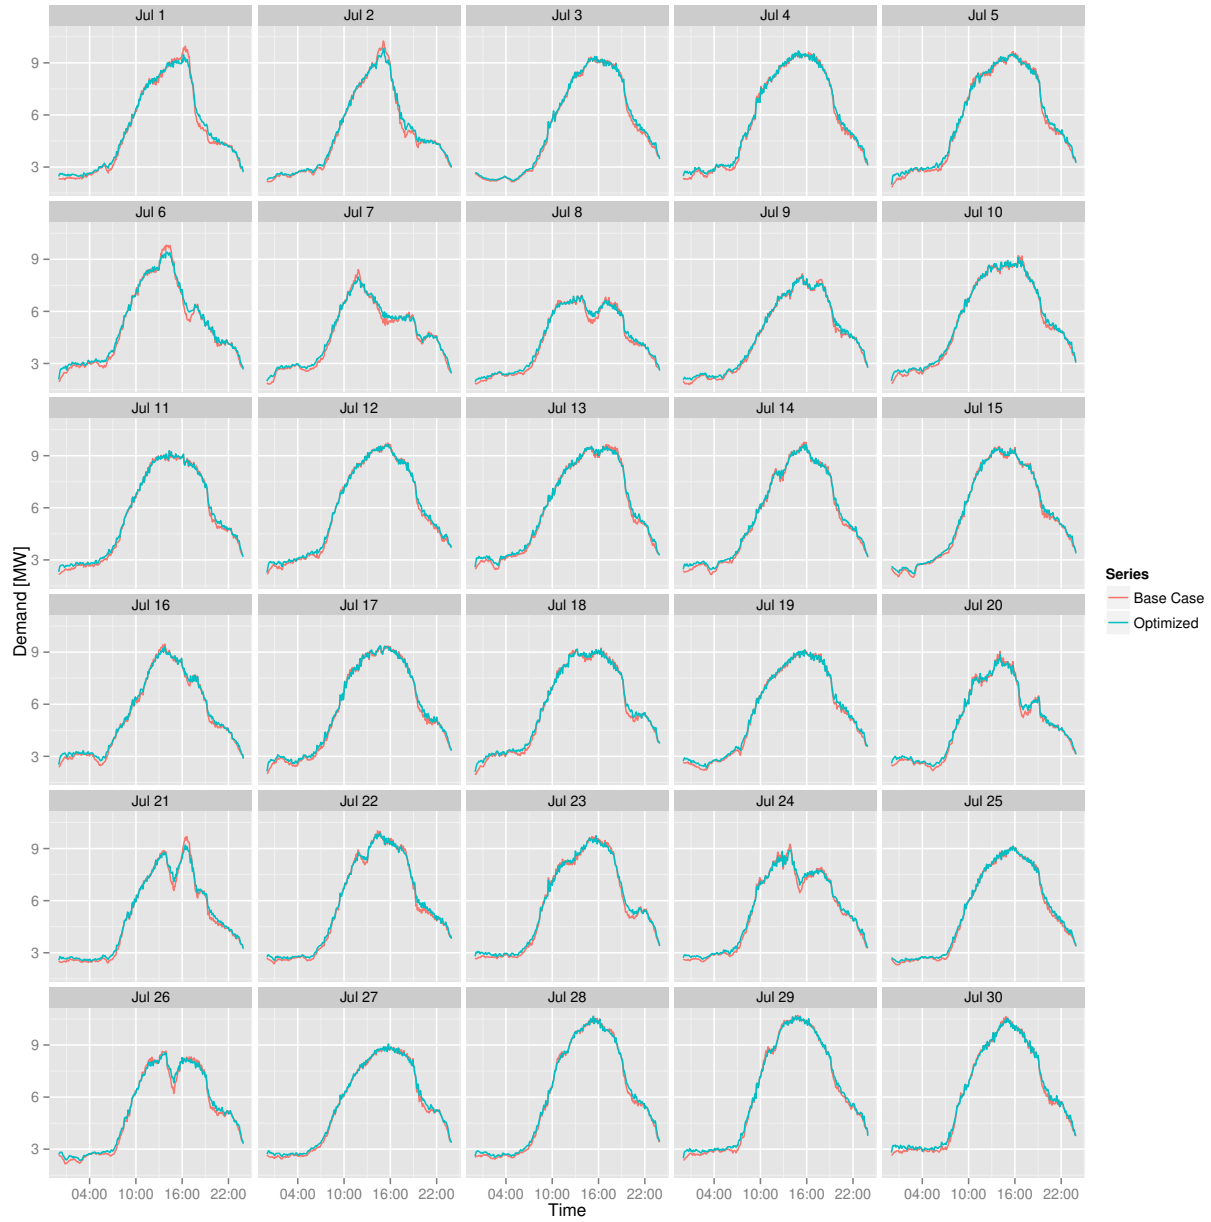 Jul 1 Jul 2 Jul 3 Jul 4 Jul 5
9
6
3
Jul 6 Jul 7 Jul 8 Jul 9 Jul 10
9
6
3
Jul 11 Jul 12 Jul 13 Jul 14 Jul 15
9
6
3
Jul 16 Jul 17 Jul 18 Jul 19 Jul 20
9
6
3
Jul 21 Jul 22 Jul 23 Jul 24 Jul 25
9
6
3
Jul 26 Jul 27 Jul 28 Jul 29 Jul 30
9
6
3
04:00 10:00 16:00 22:00 04:00 10:00 16:00 22:00 04:00 10:00 16:00 22:00 04:00 10:00 16:00 22:00 04:00 10:00 16:00 22:00
Time
Demand [MW]
Series
Base Case
Optimized